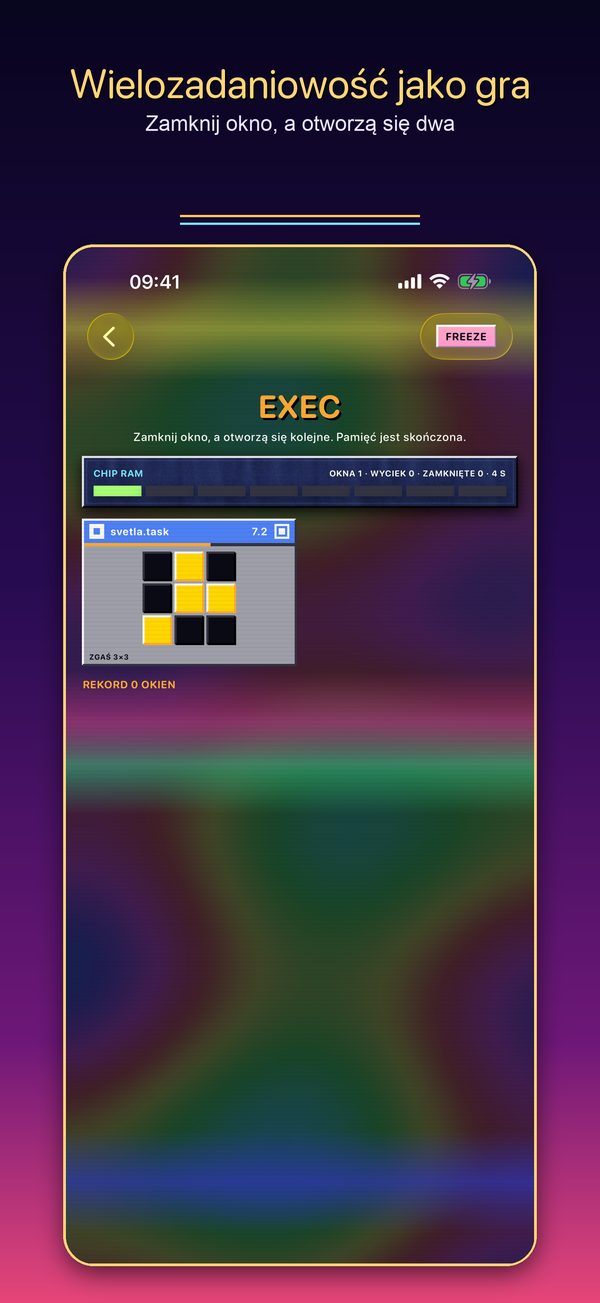 Wielozadaniowość jako gra
Zamknij okno, a otworzą się dwa
09:41
FREEZE
EXEC
Zamknij okno, a otworzą się kolejne. Pamięć jest skończona.
CHIP RAM
OKNA 1 · WYCIEK 0 · ZAMKNIĘTE 0 · 4 S
svetla.task 7.2
ZGAŚ 3×3
REKORD 0 OKIEN